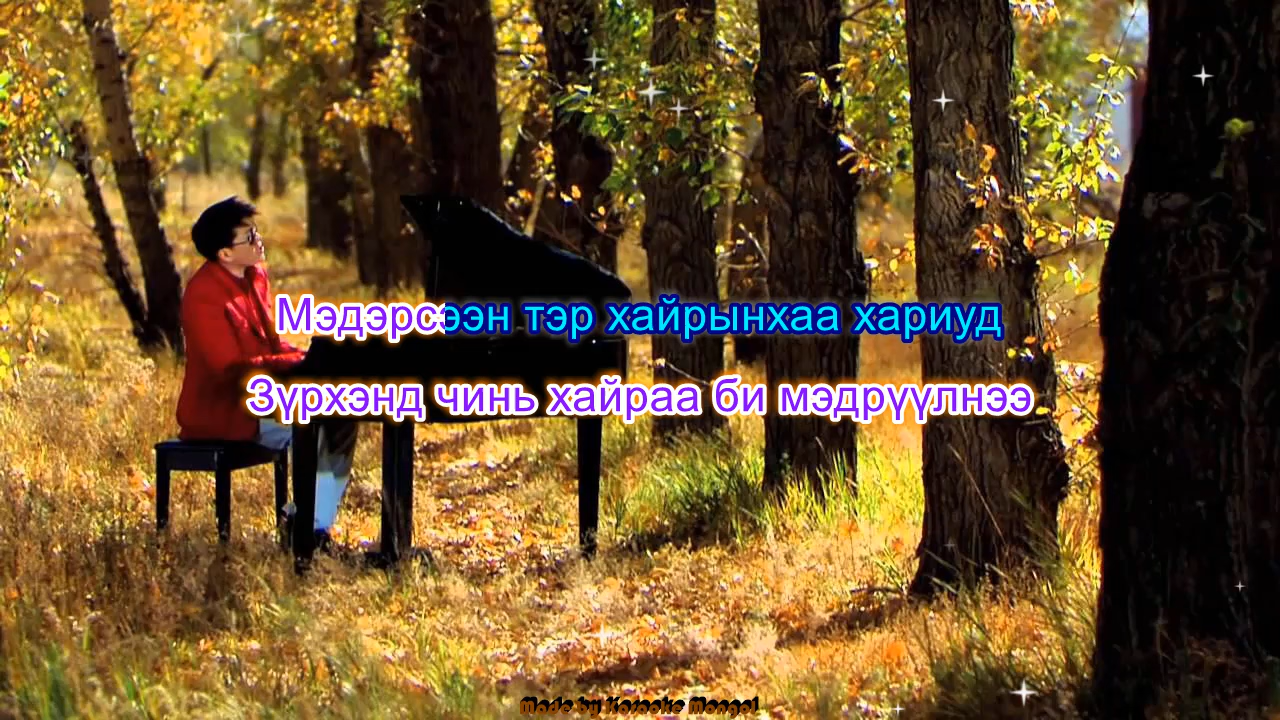 Мэдэрсээн тэр хайрынхаа хариуд
Зүрхэнд чинь хайраа би мэдрүүлнээ
Made by Karaoke Mongol